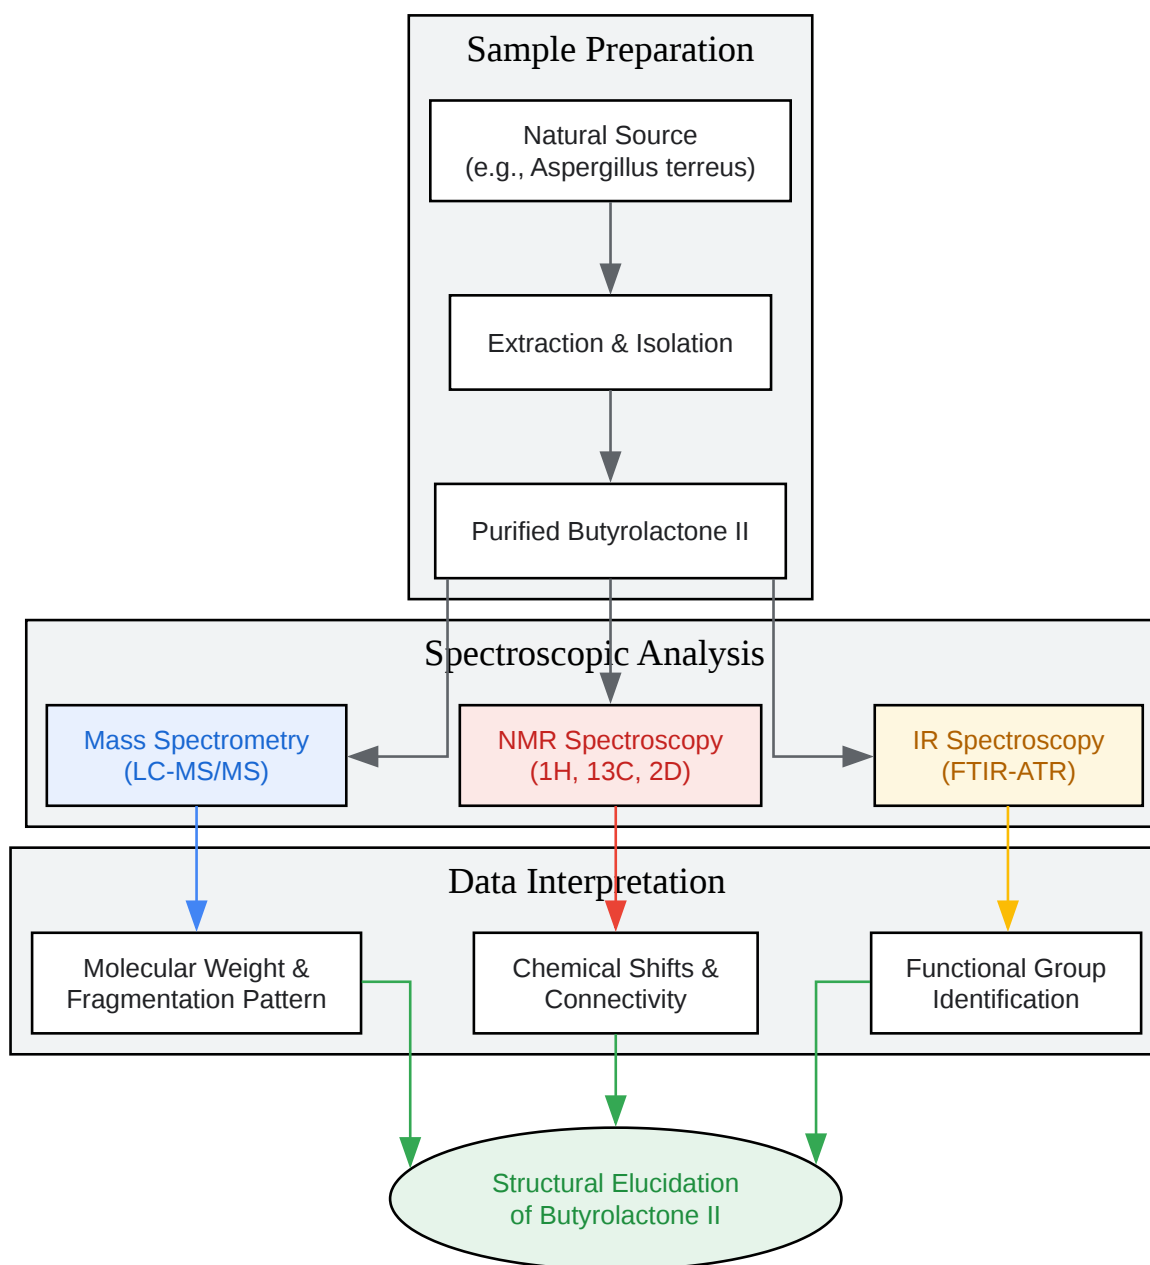 Sample Preparation
Natural Source
(e.g., Aspergillus terreus)
Extraction & Isolation
Purified Butyrolactone II
Spectroscopic Analysis
Mass Spectrometry
(LC-MS/MS)
NMR Spectroscopy
(1H, 13C, 2D)
IR Spectroscopy
(FTIR-ATR)
Data Interpretation
Molecular Weight &
Fragmentation Pattern
Chemical Shifts &
Connectivity
Functional Group
Identification
Structural Elucidation
of Butyrolactone II